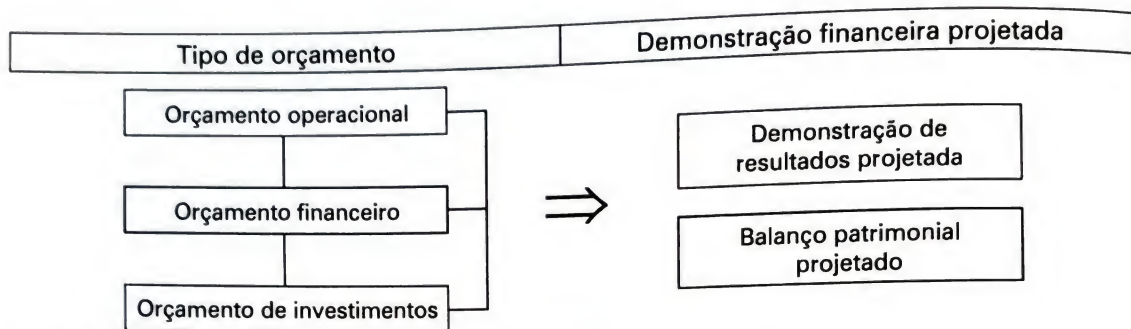 Tipo de orçamento
Demonstração financeira projetada
Orçamento operacional
Orçamento financeiro
Orçamento de investimentos
Demonstração de
resultados projetada
Balanço patrimonial
projetado